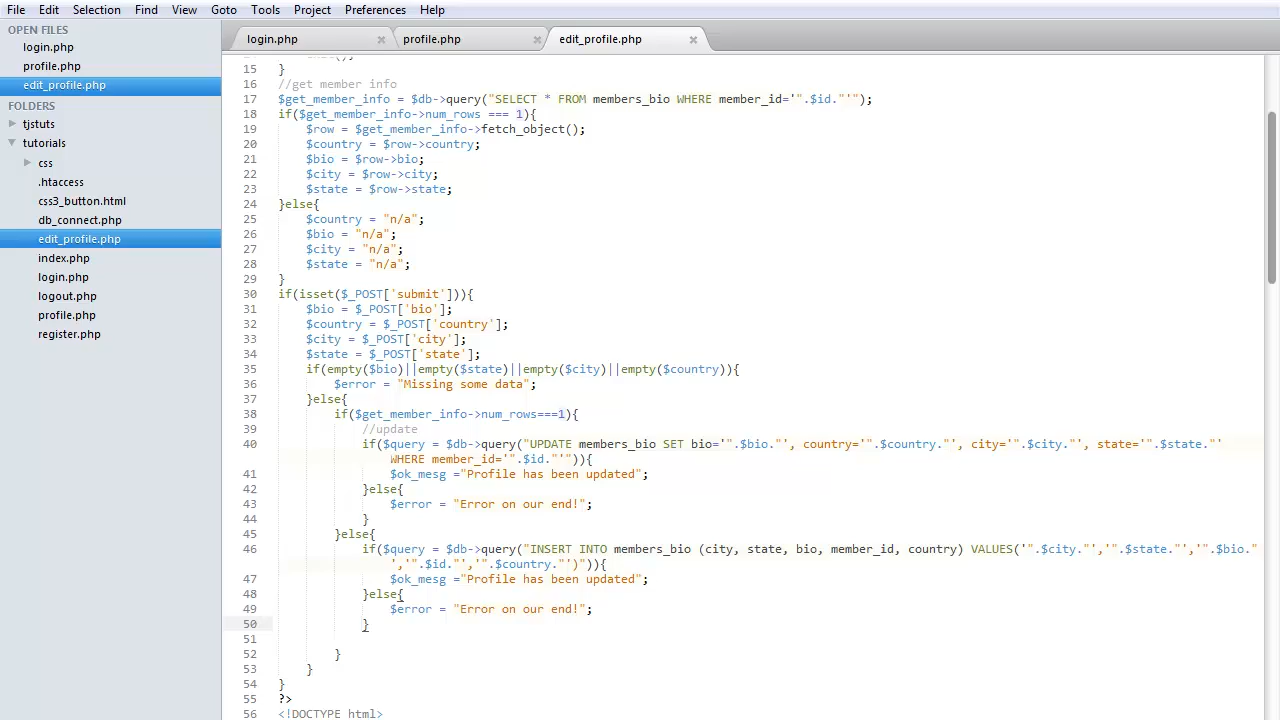 File Edit Selection Find View Goto Tools Project Preferences Help
OPEN FILES
login.php
profile.php
edit_profile.php
FOLDERS
tjstuts
tutorials
css
.htaccess
css3_button.html
db_connect.php
edit_profile.php
index.php
login.php
logout.php
profile.php
register.php
login.php profile.php edit_profile.php
15 }
16 //get member info
17 $get_member_info = $db->query("SELECT * FROM members_bio WHERE member_id='".$id."'");
18 if($get_member_info->num_rows === 1){
19 $row = $get_member_info->fetch_object();
20 $country = $row->country;
21 $bio = $row->bio;
22 $city = $row->city;
23 $state = $row->state;
24 }else{
25 $country = "n/a";
26 $bio = "n/a";
27 $city = "n/a";
28 $state = "n/a";
29 }
30 if(isset($_POST['submit'])){
31 $bio = $_POST['bio'];
32 $country = $_POST['country'];
33 $city = $_POST['city'];
34 $state = $_POST['state'];
35 if(empty($bio)||empty($state)||empty($city)||empty($country)){
36 $error = "Missing some data";
37 }else{
38 if($get_member_info->num_rows===1){
39 //update
40 if($query = $db->query("UPDATE members_bio SET bio='".$bio."', country='".$country."', city='".$city."', state='".$state."'
WHERE member_id='".$id."'")){
41 $ok_mesg ="Profile has been updated";
42 }else{
43 $error = "Error on our end!";
44 }
45 }else{
46 if($query = $db->query("INSERT INTO members_bio (city, state, bio, member_id, country) VALUES('".$city."','".$state."','".$bio."
','".$id."','".$country."')")){
47 $ok_mesg ="Profile has been updated";
48 }else{
49 $error = "Error on our end!";
50 }
51
52 }
53 }
54 }
55 ?>
56 <!DOCTYPE html>